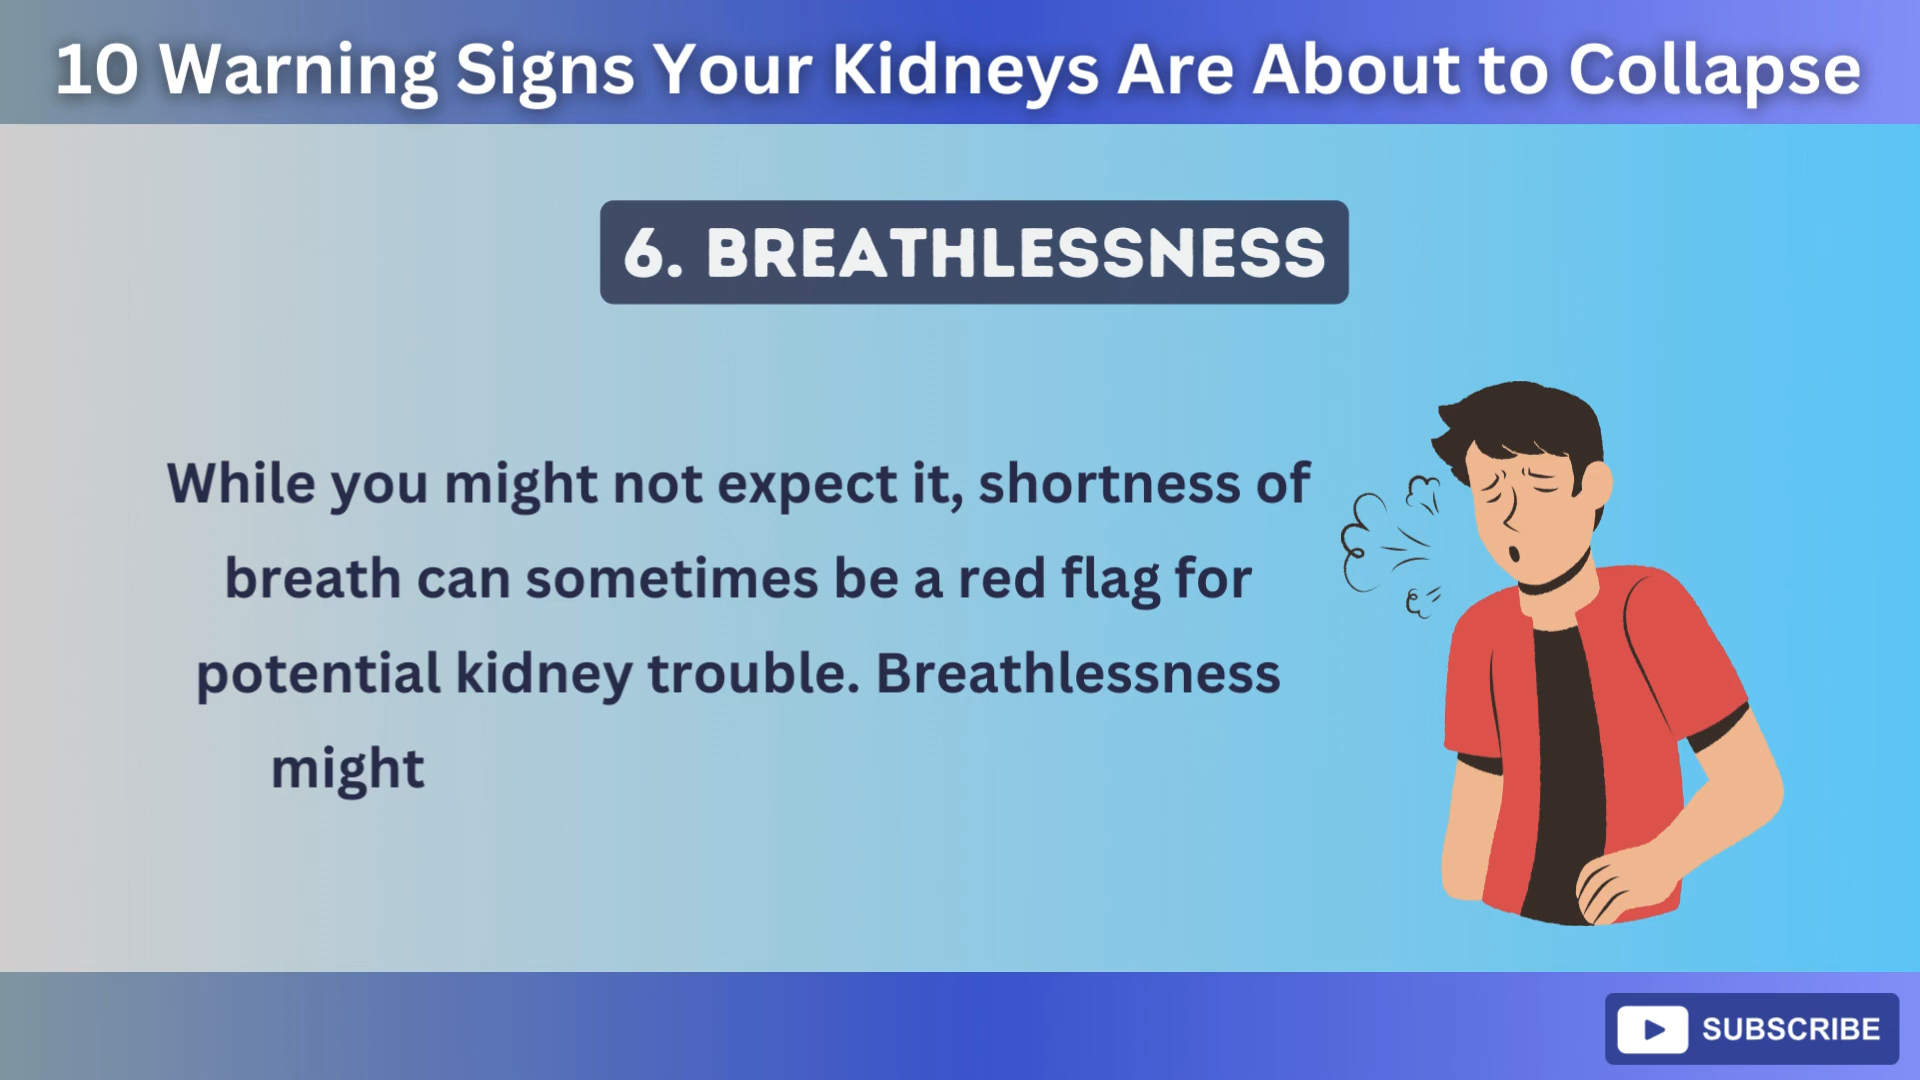 10 Warning Signs Your Kidneys Are About to Collapse
6. BREATHLESSNESS
While you might not expect it, shortness of
breath can sometimes be a red flag for
potential kidney trouble. Breathlessness
might
SUBSCRIBE